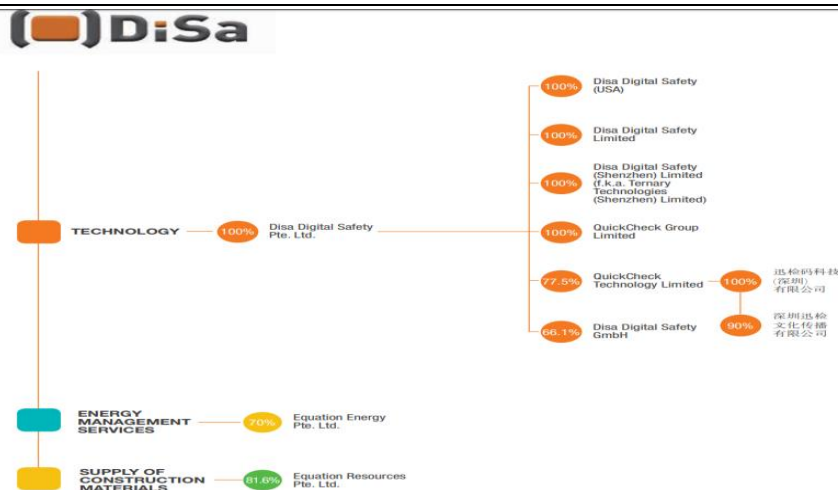 DiSa
100%
Disa Digital Safety
(USA)
100%
Disa Digital Safety
Limited
100%
Disa Digital Safety
(Shenzhen) Limited
(f.k.a. Ternary
Technologies
(Shenzhen) Limited)
TECHNOLOGY
100%
Disa Digital Safety
Pte. Ltd.
100%
QuickCheck Group
Limited
77.5%
QuickCheck
Technology Limited
100%
迅检码科技
(深圳)
有限公司
66.1%
Disa Digital Safety
GmbH
90%
深圳迅检
文化传播
有限公司
ENERGY
MANAGEMENT
SERVICES
70%
Equation Energy
Pte. Ltd.
SUPPLY OF
CONSTRUCTION
MATERIALS
81.6%
Equation Resources
Pte. Ltd.